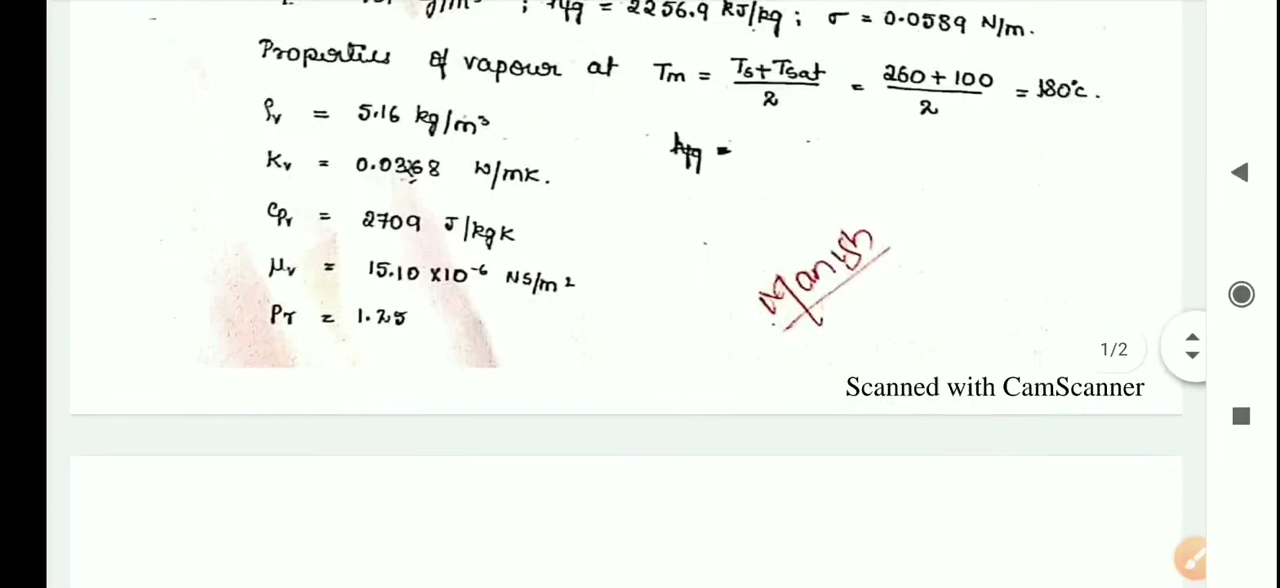 ; hfg = 2256.9 KJ/kg ; σ = 0.0589 N/m.
Properties of vapour at Tm = (Ts + Tsat)/2 = (260 + 100)/2 = 180°c.
ρv = 5.16 kg/m³
Kv = 0.0368 W/mK.
hfg =
Cpv = 2709 J/kgK
μv = 15.10 ×10⁻⁶ NS/m²
Pr = 1.25
Manish
1/2
Scanned with CamScanner